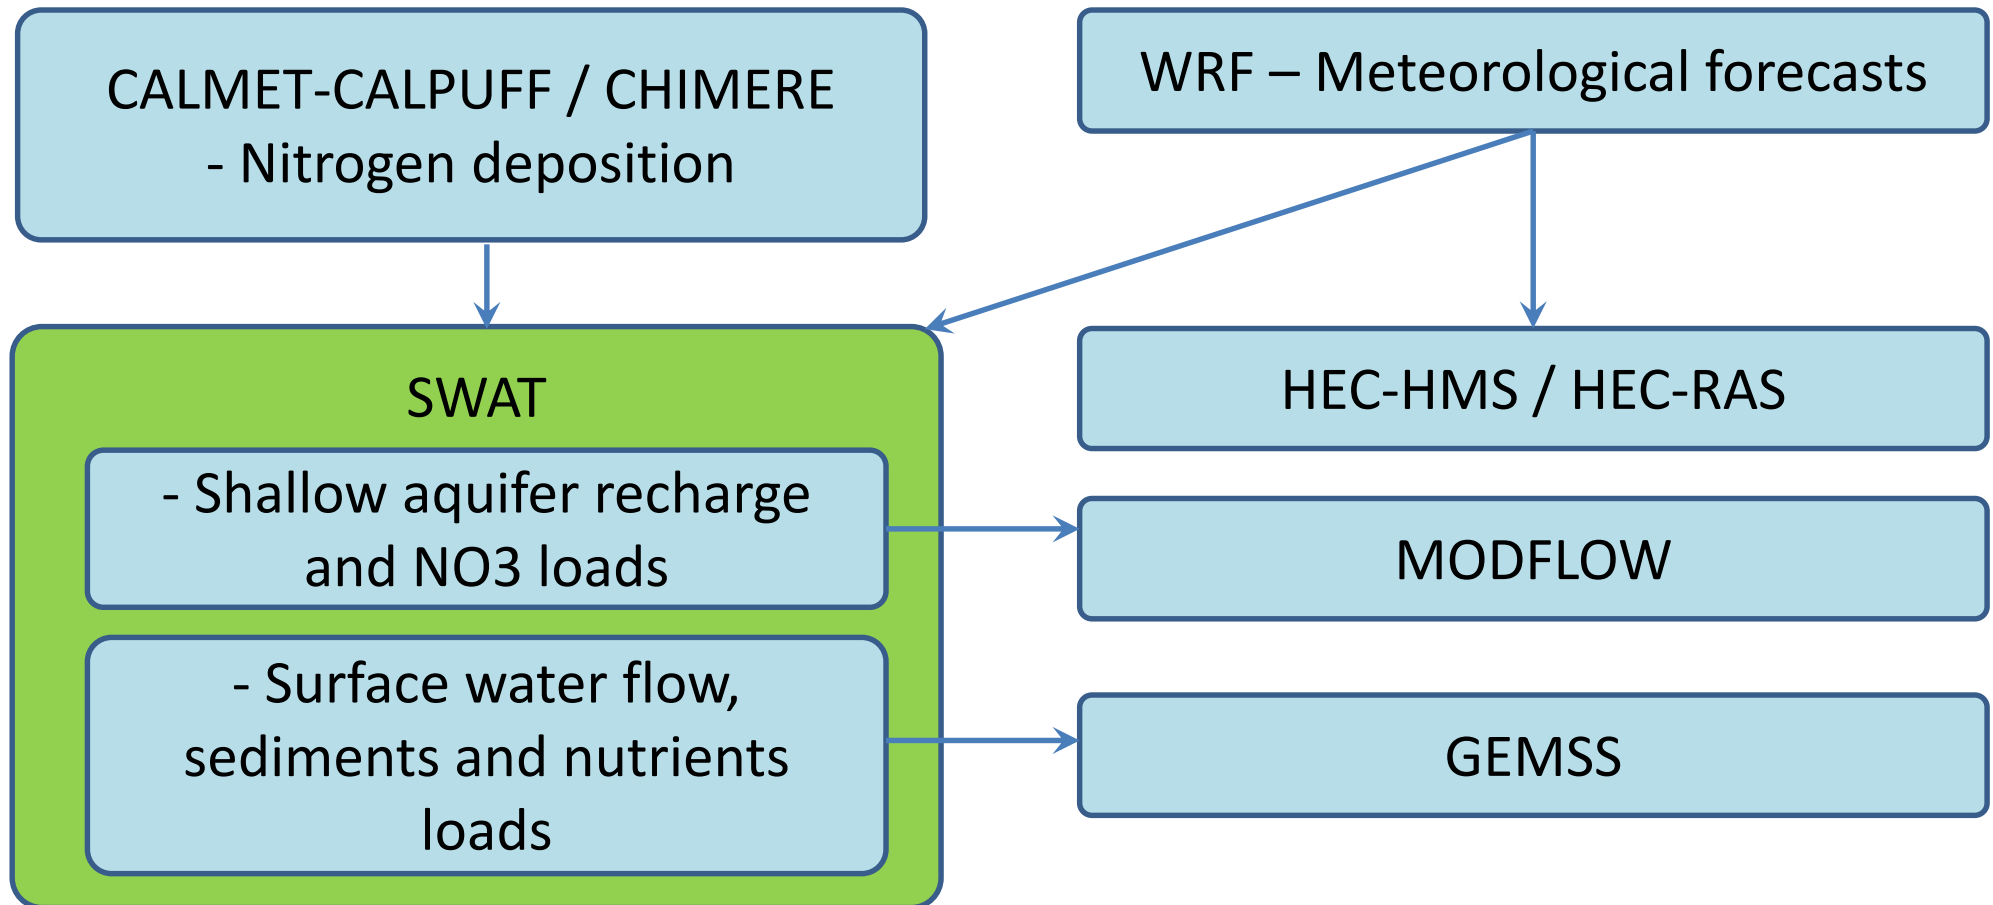 CALMET-CALPUFF / CHIMERE
- Nitrogen deposition
WRF – Meteorological forecasts
SWAT
- Shallow aquifer recharge
and NO3 loads
- Surface water flow,
sediments and nutrients
loads
HEC-HMS / HEC-RAS
MODFLOW
GEMSS